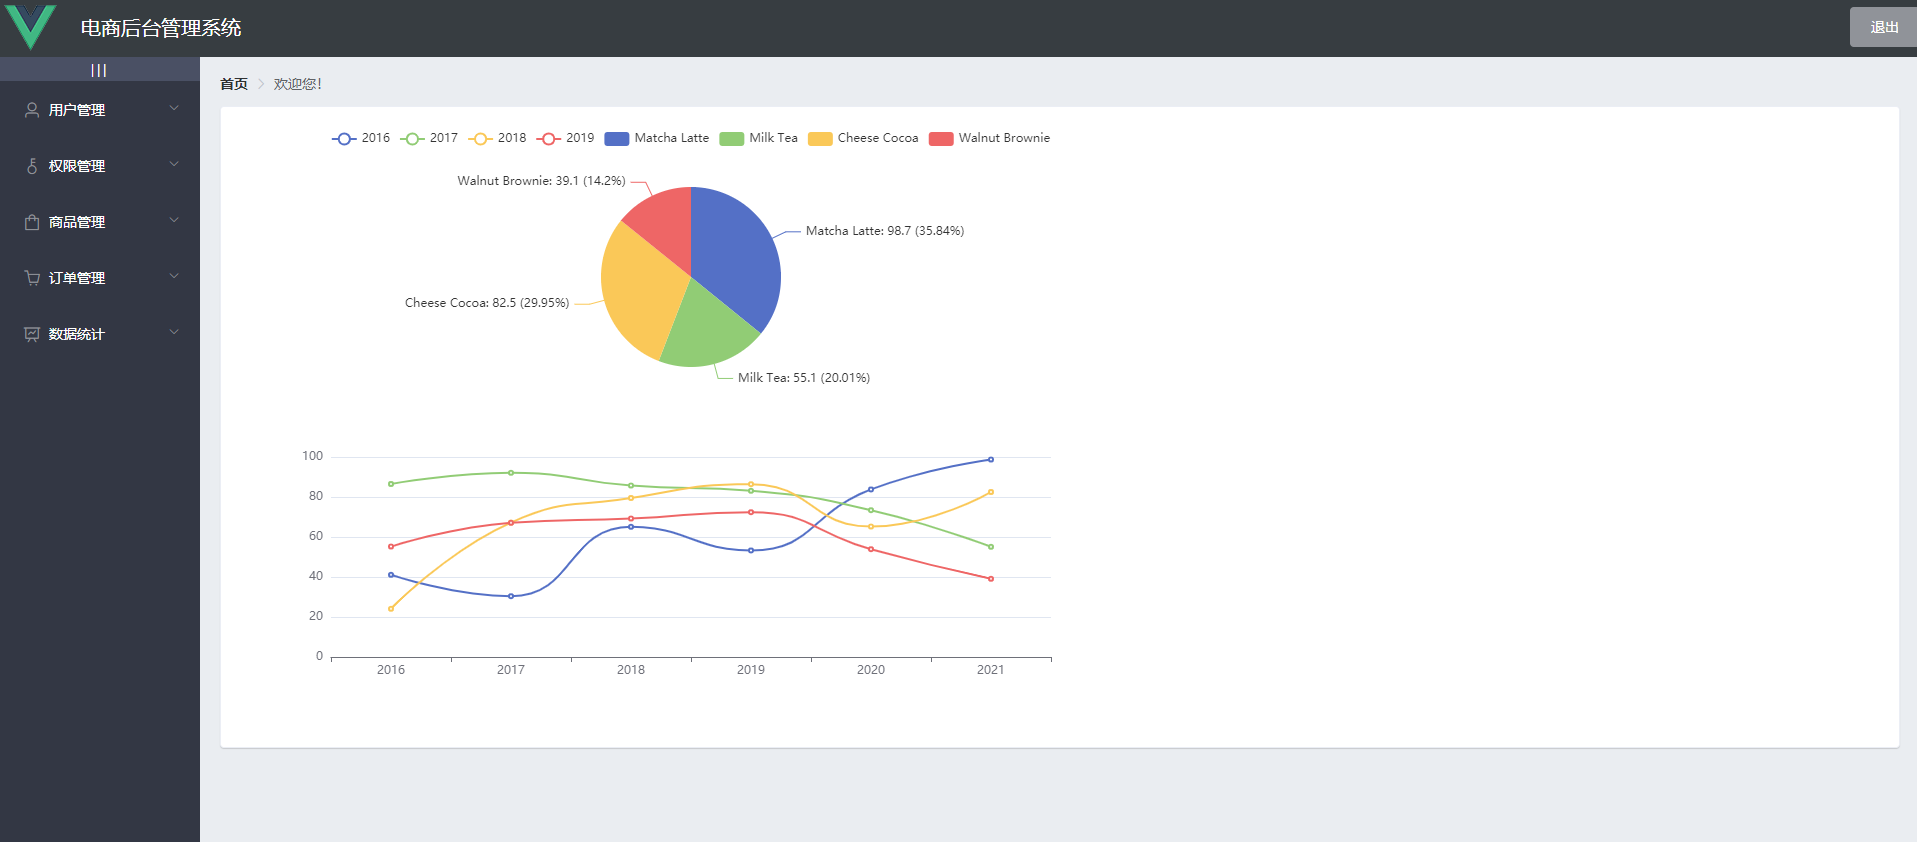 电商后台管理系统
退出
|||
用户管理
权限管理
商品管理
订单管理
数据统计
首页 > 欢迎您!
2016 2017 2018 2019 Matcha Latte Milk Tea Cheese Cocoa Walnut Brownie
Walnut Brownie: 39.1 (14.2%)
Matcha Latte: 98.7 (35.84%)
Cheese Cocoa: 82.5 (29.95%)
Milk Tea: 55.1 (20.01%)
100
80
60
40
20
0
2016 2017 2018 2019 2020 2021